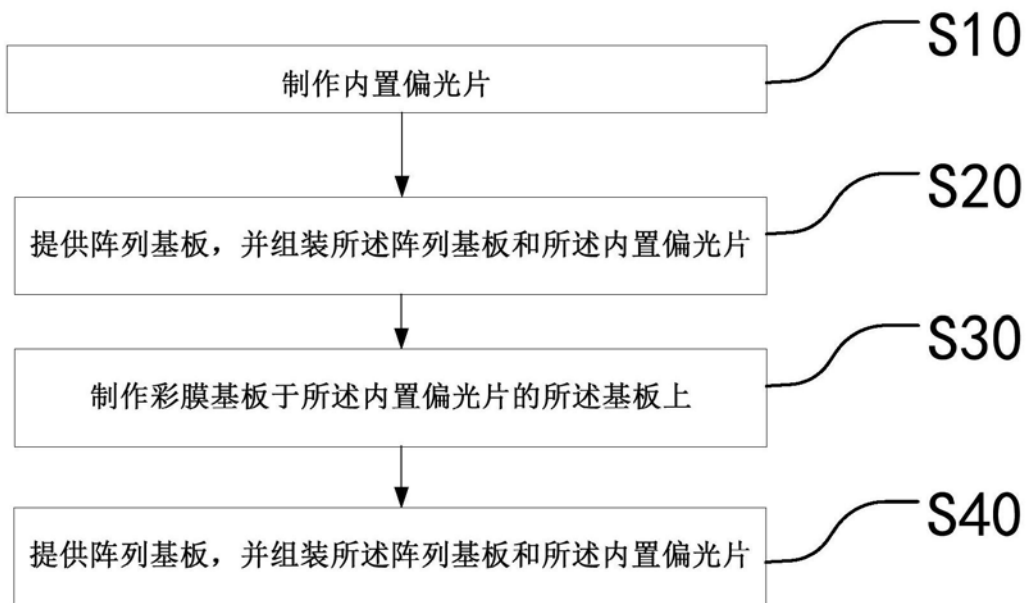 S10
制作内置偏光片
S20
提供阵列基板，并组装所述阵列基板和所述内置偏光片
S30
制作彩膜基板于所述内置偏光片的所述基板上
S40
提供阵列基板，并组装所述阵列基板和所述内置偏光片